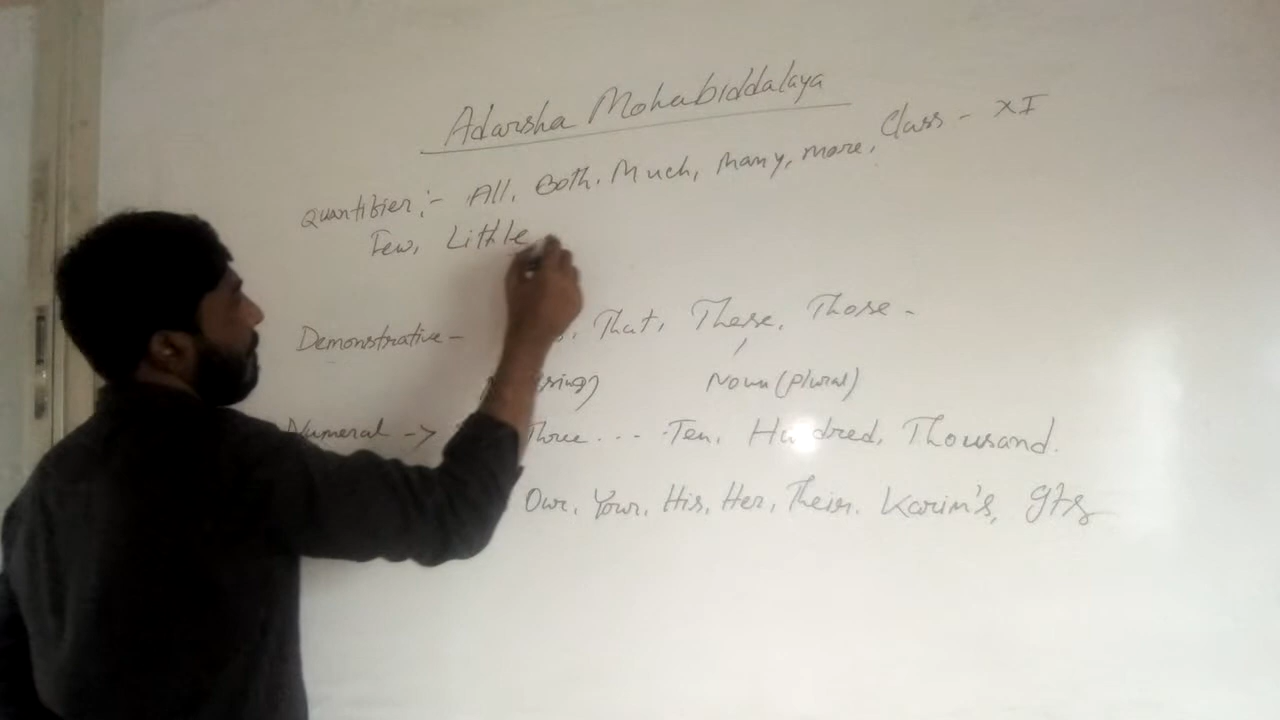 Adarsha Mohabiddalaya
Class - XI
Quantifier :- All, Both, Much, Many, more,
Few, Little
Demonstrative - That, These, Those -
Noun (plural)
Numeral -> Three ... Ten, Hundred, Thousand.
Our, Your, His, Her, Their, Karim's, Its